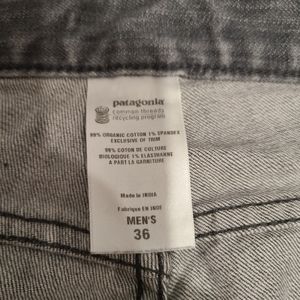 patagonia
common threads
recycling program
99% ORGANIC COTTON 1% SPANDEX
EXCLUSIVE OF TRIMMING
99% COTON DE CULTURE
BIOLOGIQUE 1% ELASTHANNE
A PART LA GARNITURE
Made in INDIA
Fabriqué EN INDE
MEN'S
36